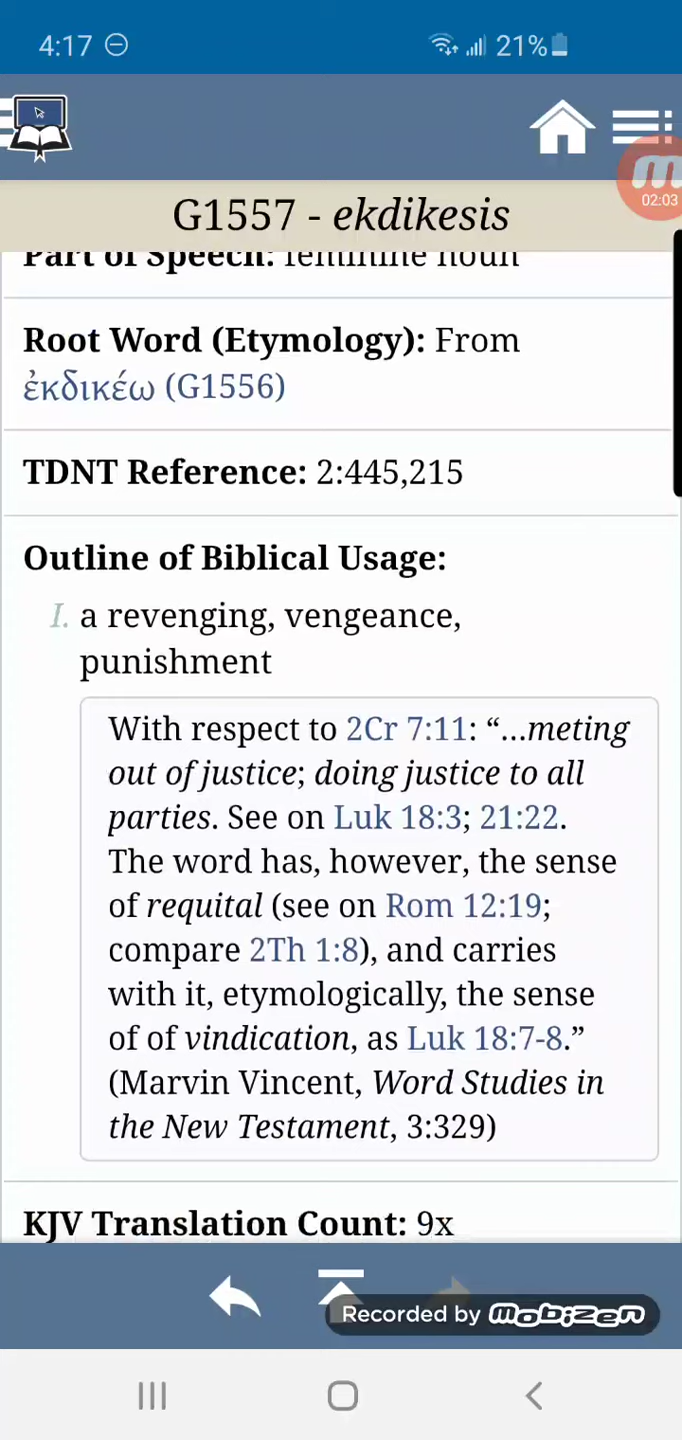 4:17 21%
02:03
G1557 - ekdikesis
Part of Speech: feminine noun
Root Word (Etymology): From
ἐκδικέω (G1556)
TDNT Reference: 2:445,215
Outline of Biblical Usage:
I. a revenging, vengeance,
punishment
With respect to 2Cr 7:11: “...meting
out of justice; doing justice to all
parties. See on Luk 18:3; 21:22.
The word has, however, the sense
of requital (see on Rom 12:19;
compare 2Th 1:8), and carries
with it, etymologically, the sense
of of vindication, as Luk 18:7-8.”
(Marvin Vincent, Word Studies in
the New Testament, 3:329)
KJV Translation Count: 9x
Recorded by mobizen